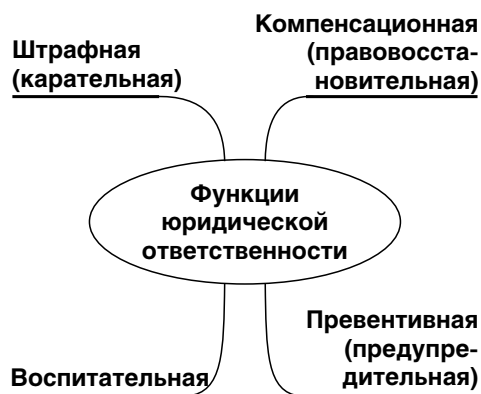 Штрафная
(карательная)
Компенсационная
(правовосста-
новительная)
Функции
юридической
ответственности
Воспитательная
Превентивная
(предупре-
дительная)